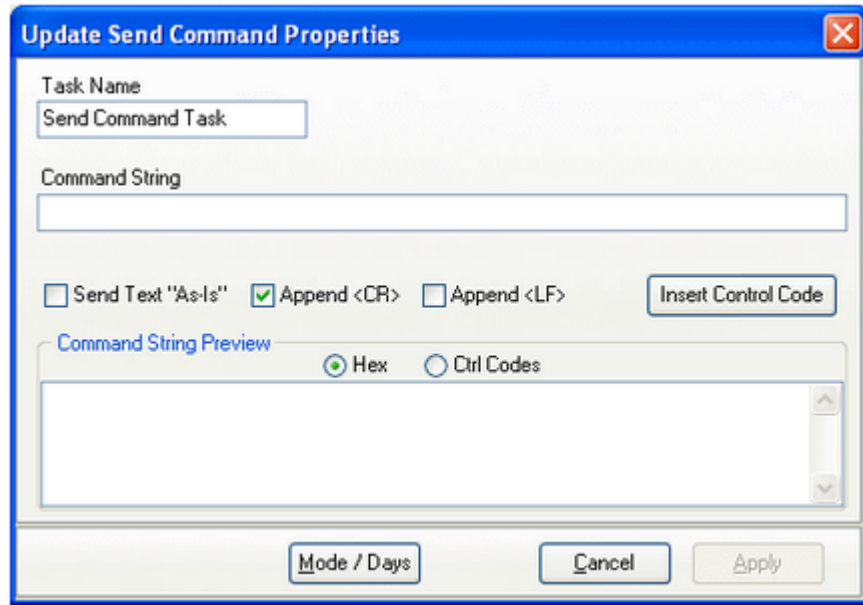 Update Send Command Properties
Task Name
Send Command Task
Command String
Send Text "As-Is" Append <CR> Append <LF> Insert Control Code
Command String Preview
Hex Ctrl Codes
Mode / Days Cancel Apply